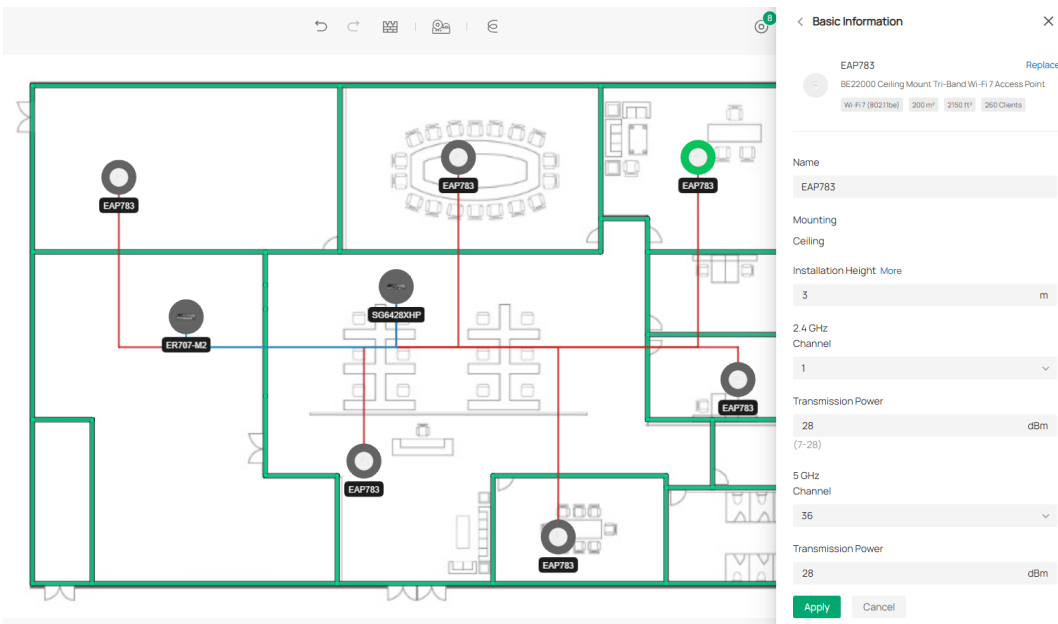 8
Basic Information
EAP783
Replace
BE22000 Ceiling Mount Tri-Band Wi-Fi 7 Access Point
Wi-Fi 7 (802.11be) 200 m² 2150 ft² 260 Clients
Name
EAP783
Mounting
Ceiling
Installation Height More
3 m
2.4 GHz
Channel
1
Transmission Power
28 dBm
(7-28)
5 GHz
Channel
36
Transmission Power
28 dBm
Apply Cancel
EAP783
EAP783
EAP783
SG6428XHP
ER707-M2
EAP783
EAP783
EAP783